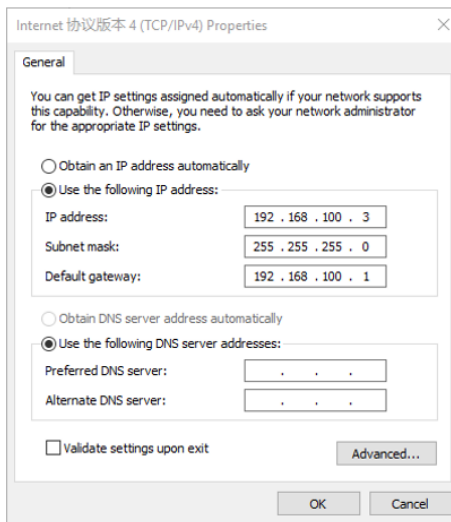 Internet 协议版本 4 (TCP/IPv4) Properties
General
You can get IP settings assigned automatically if your network supports
this capability. Otherwise, you need to ask your network administrator
for the appropriate IP settings.
Obtain an IP address automatically
Use the following IP address:
IP address: 192 . 168 . 100 . 3
Subnet mask: 255 . 255 . 255 . 0
Default gateway: 192 . 168 . 100 . 1
Obtain DNS server address automatically
Use the following DNS server addresses:
Preferred DNS server: . . .
Alternate DNS server: . . .
Validate settings upon exit
Advanced...
OK Cancel